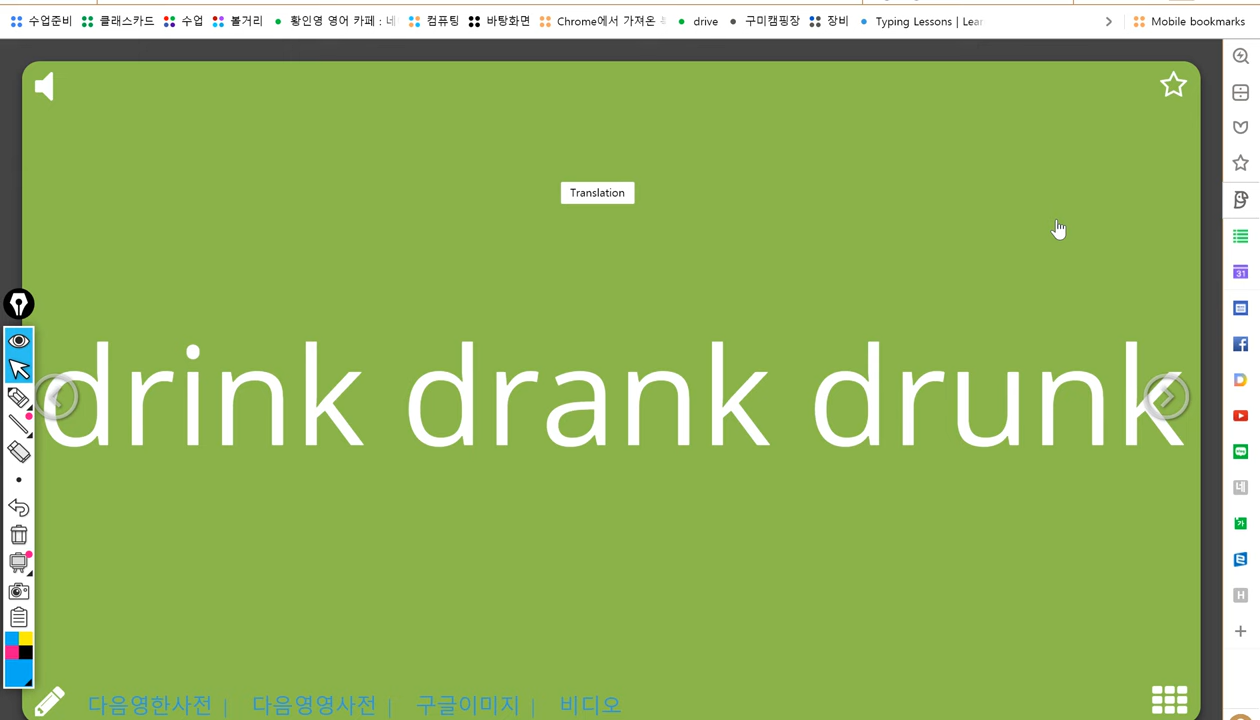 수업준비 클래스카드 수업 볼거리 황인영 영어 카페 : 네 컴퓨팅 바탕화면 Chrome에서 가져온 drive 구미캠핑장 장비 Typing Lessons | Lear Mobile bookmarks
Translation
31
drink drank drunk
다음영한사전 | 다음영영사전 | 구글이미지 | 비디오